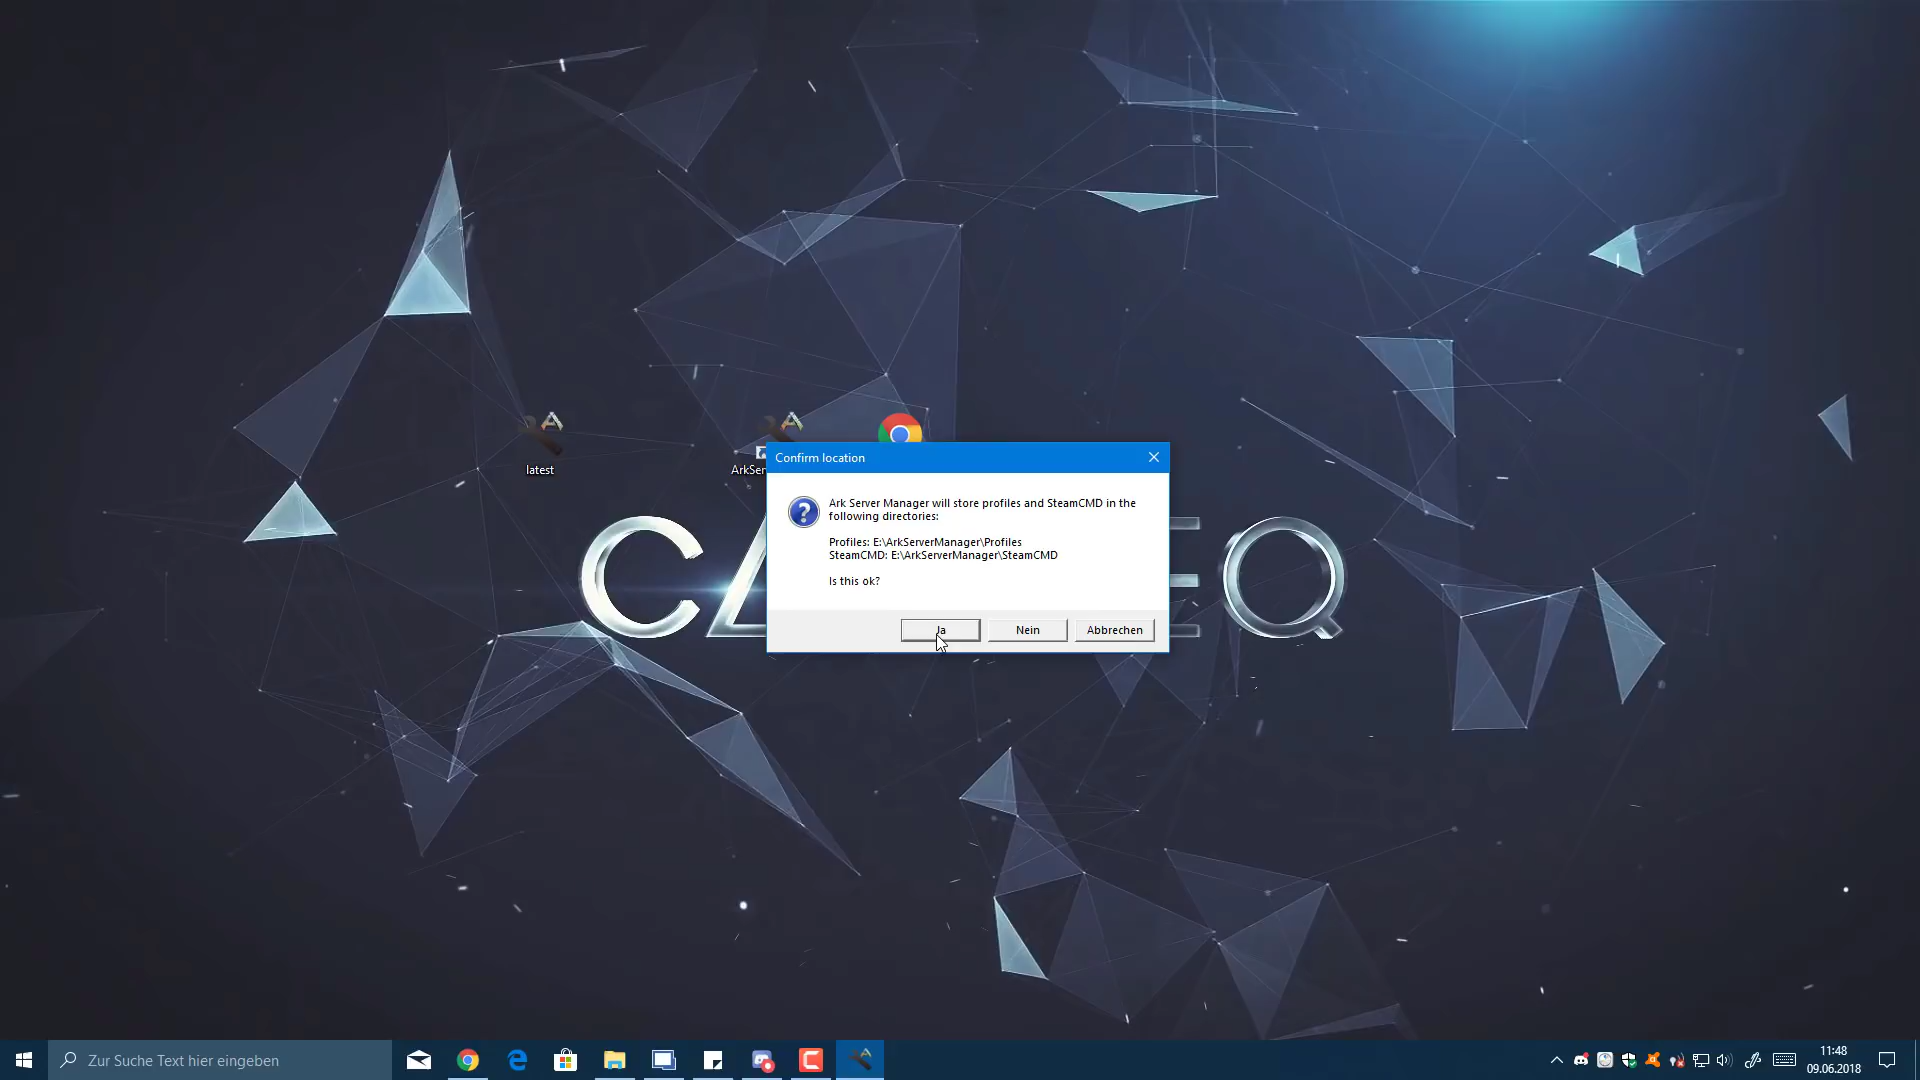 latest
ArkSer
Confirm location
Ark Server Manager will store profiles and SteamCMD in the
following directories:
Profiles: E:\ArkServerManager\Profiles
SteamCMD: E:\ArkServerManager\SteamCMD
Is this ok?
Ja
Nein
Abbrechen
Zur Suche Text hier eingeben
11:48
09.06.2018